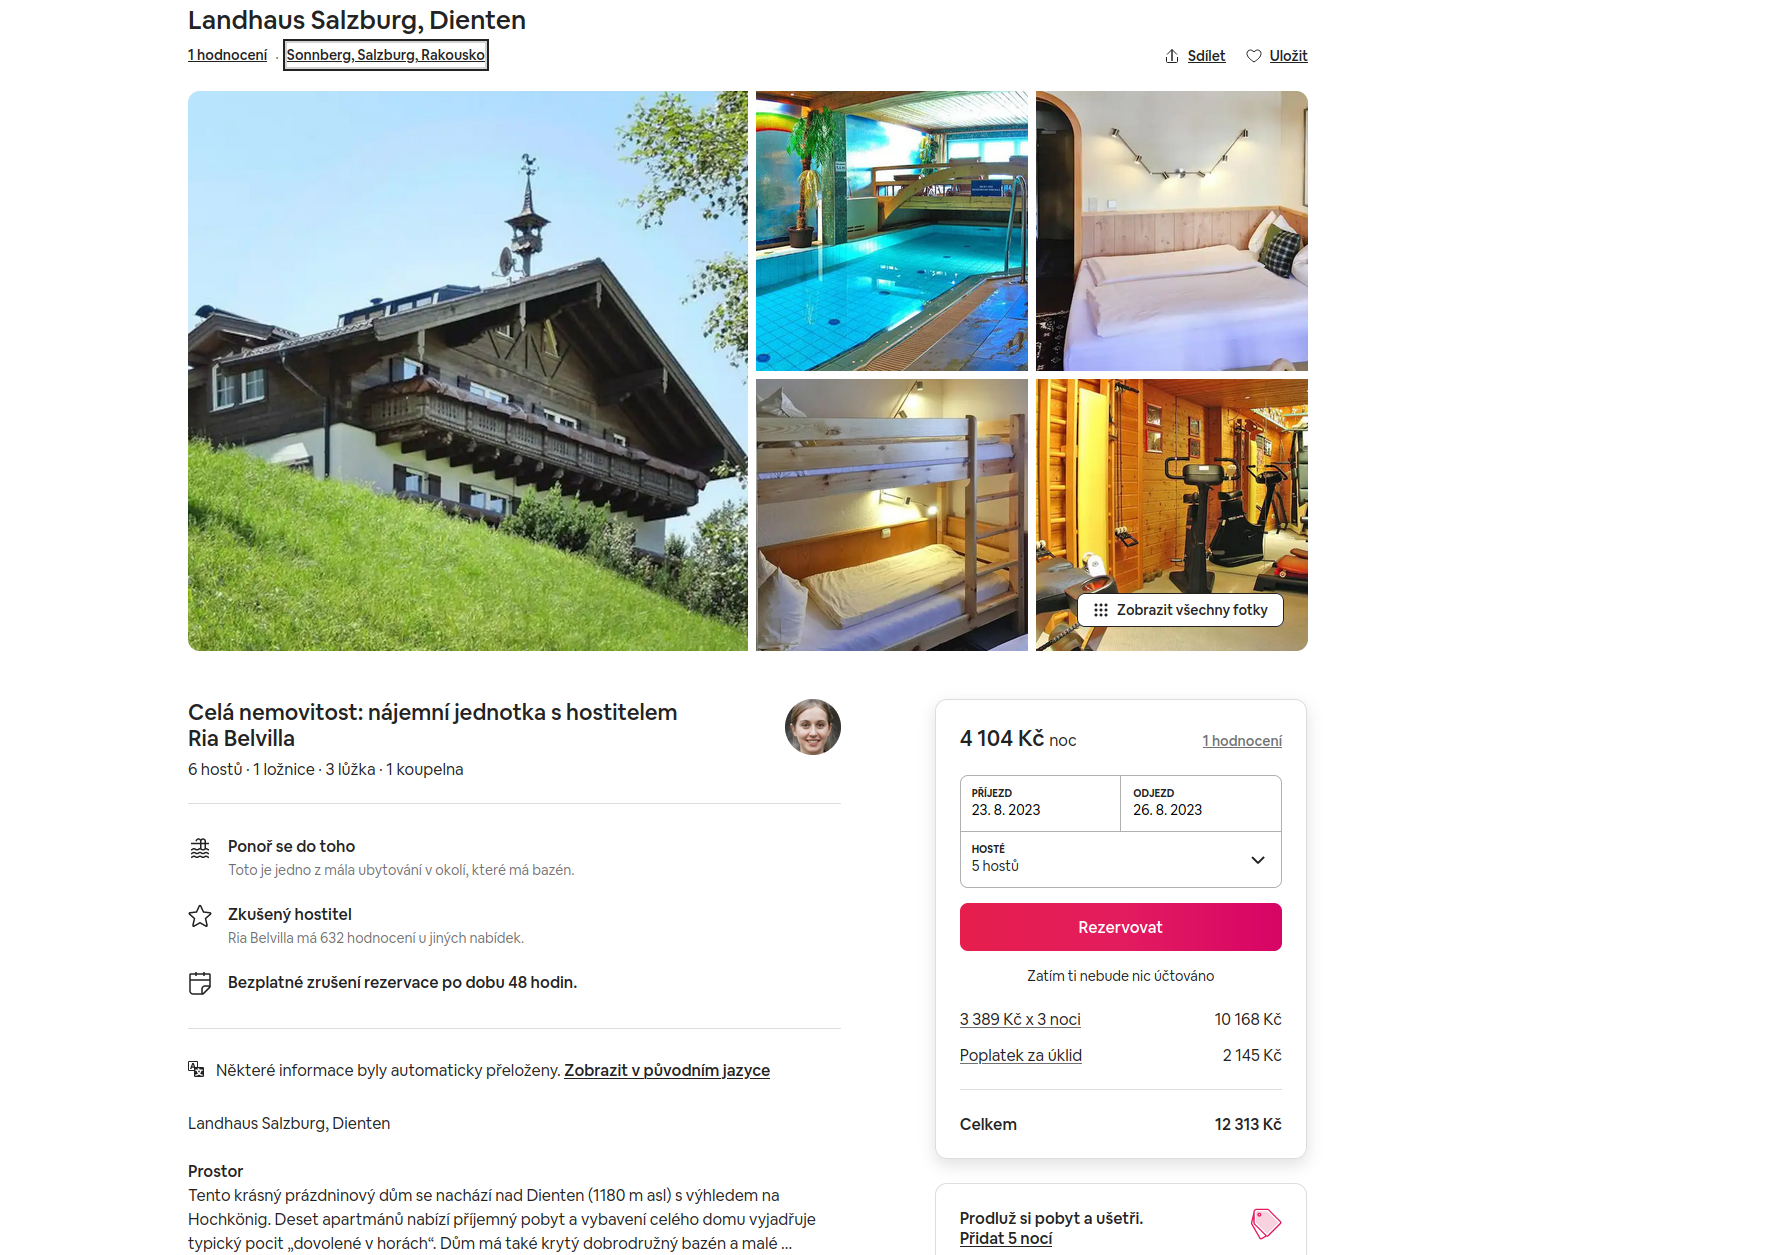 Landhaus Salzburg, Dienten
1 hodnocení · Sonnberg, Salzburg, Rakousko
Sdílet Uložit
Zobrazit všechny fotky
Celá nemovitost: nájemní jednotka s hostitelem
Ria Belvilla
6 hostů · 1 ložnice · 3 lůžka · 1 koupelna
Ponoř se do toho
Toto je jedno z mála ubytování v okolí, které má bazén.
Zkušený hostitel
Ria Belvilla má 632 hodnocení u jiných nabídek.
Bezplatné zrušení rezervace po dobu 48 hodin.
Některé informace byly automaticky přeloženy. Zobrazit v původním jazyce
Landhaus Salzburg, Dienten
Prostor
Tento krásný prázdninový dům se nachází nad Dienten (1180 m asl) s výhledem na
Hochkönig. Deset apartmánů nabízí příjemný pobyt a vybavení celého domu vyjadřuje
typický pocit „dovolené v horách“. Dům má také krytý dobrodružný bazén a malé ...
4 104 Kč noc
1 hodnocení
PŘÍJEZD
23. 8. 2023
ODJEZD
26. 8. 2023
HOSTÉ
5 hostů
Rezervovat
Zatím ti nebude nic účtováno
3 389 Kč x 3 noci 10 168 Kč
Poplatek za úklid 2 145 Kč
Celkem 12 313 Kč
Prodluž si pobyt a ušetři.
Přidat 5 nocí